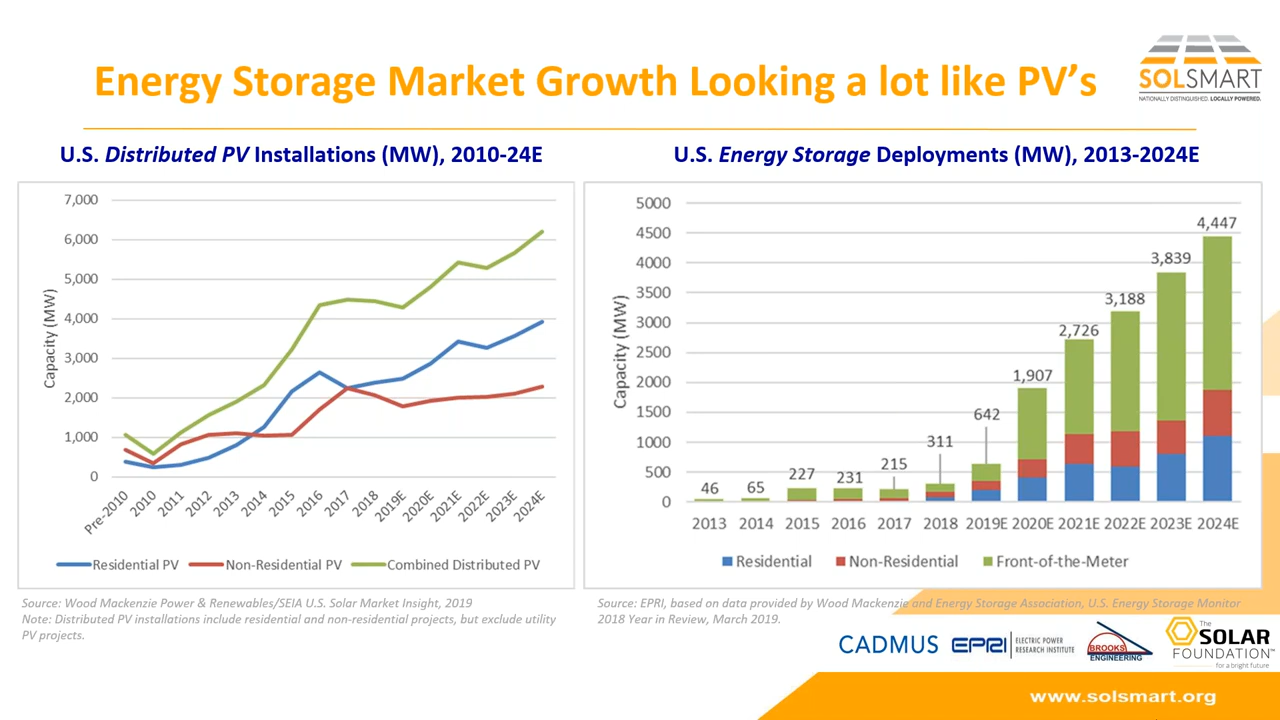 Energy Storage Market Growth Looking a lot like PV’s
SOLSMART
NATIONALLY DISTINGUISHED. LOCALLY POWERED.
U.S. Distributed PV Installations (MW), 2010-24E
7,000
6,000
5,000
4,000
3,000
2,000
1,000
0
Capacity (MW)
Pre-2010
2010
2011
2012
2013
2014
2015
2016
2017
2018
2019E
2020E
2021E
2022E
2023E
2024E
Residential PV
Non-Residential PV
Combined Distributed PV
Source: Wood Mackenzie Power & Renewables/SEIA U.S. Solar Market Insight, 2019
Note: Distributed PV installations include residential and non-residential projects, but exclude utility
PV projects.
U.S. Energy Storage Deployments (MW), 2013-2024E
5000
4500
4000
3500
3000
2500
2000
1500
1000
500
0
Capacity (MW)
46
65
227
231
215
311
642
1,907
2,726
3,188
3,839
4,447
2013
2014
2015
2016
2017
2018
2019E
2020E
2021E
2022E
2023E
2024E
Residential
Non-Residential
Front-of-the-Meter
Source: EPRI, based on data provided by Wood Mackenzie and Energy Storage Association, U.S. Energy Storage Monitor
2018 Year in Review, March 2019.
CADMUS
EPRI
ELECTRIC POWER
RESEARCH INSTITUTE
BROOKS
ENGINEERING
The
SOLAR
FOUNDATION™
for a bright future
www.solsmart.org